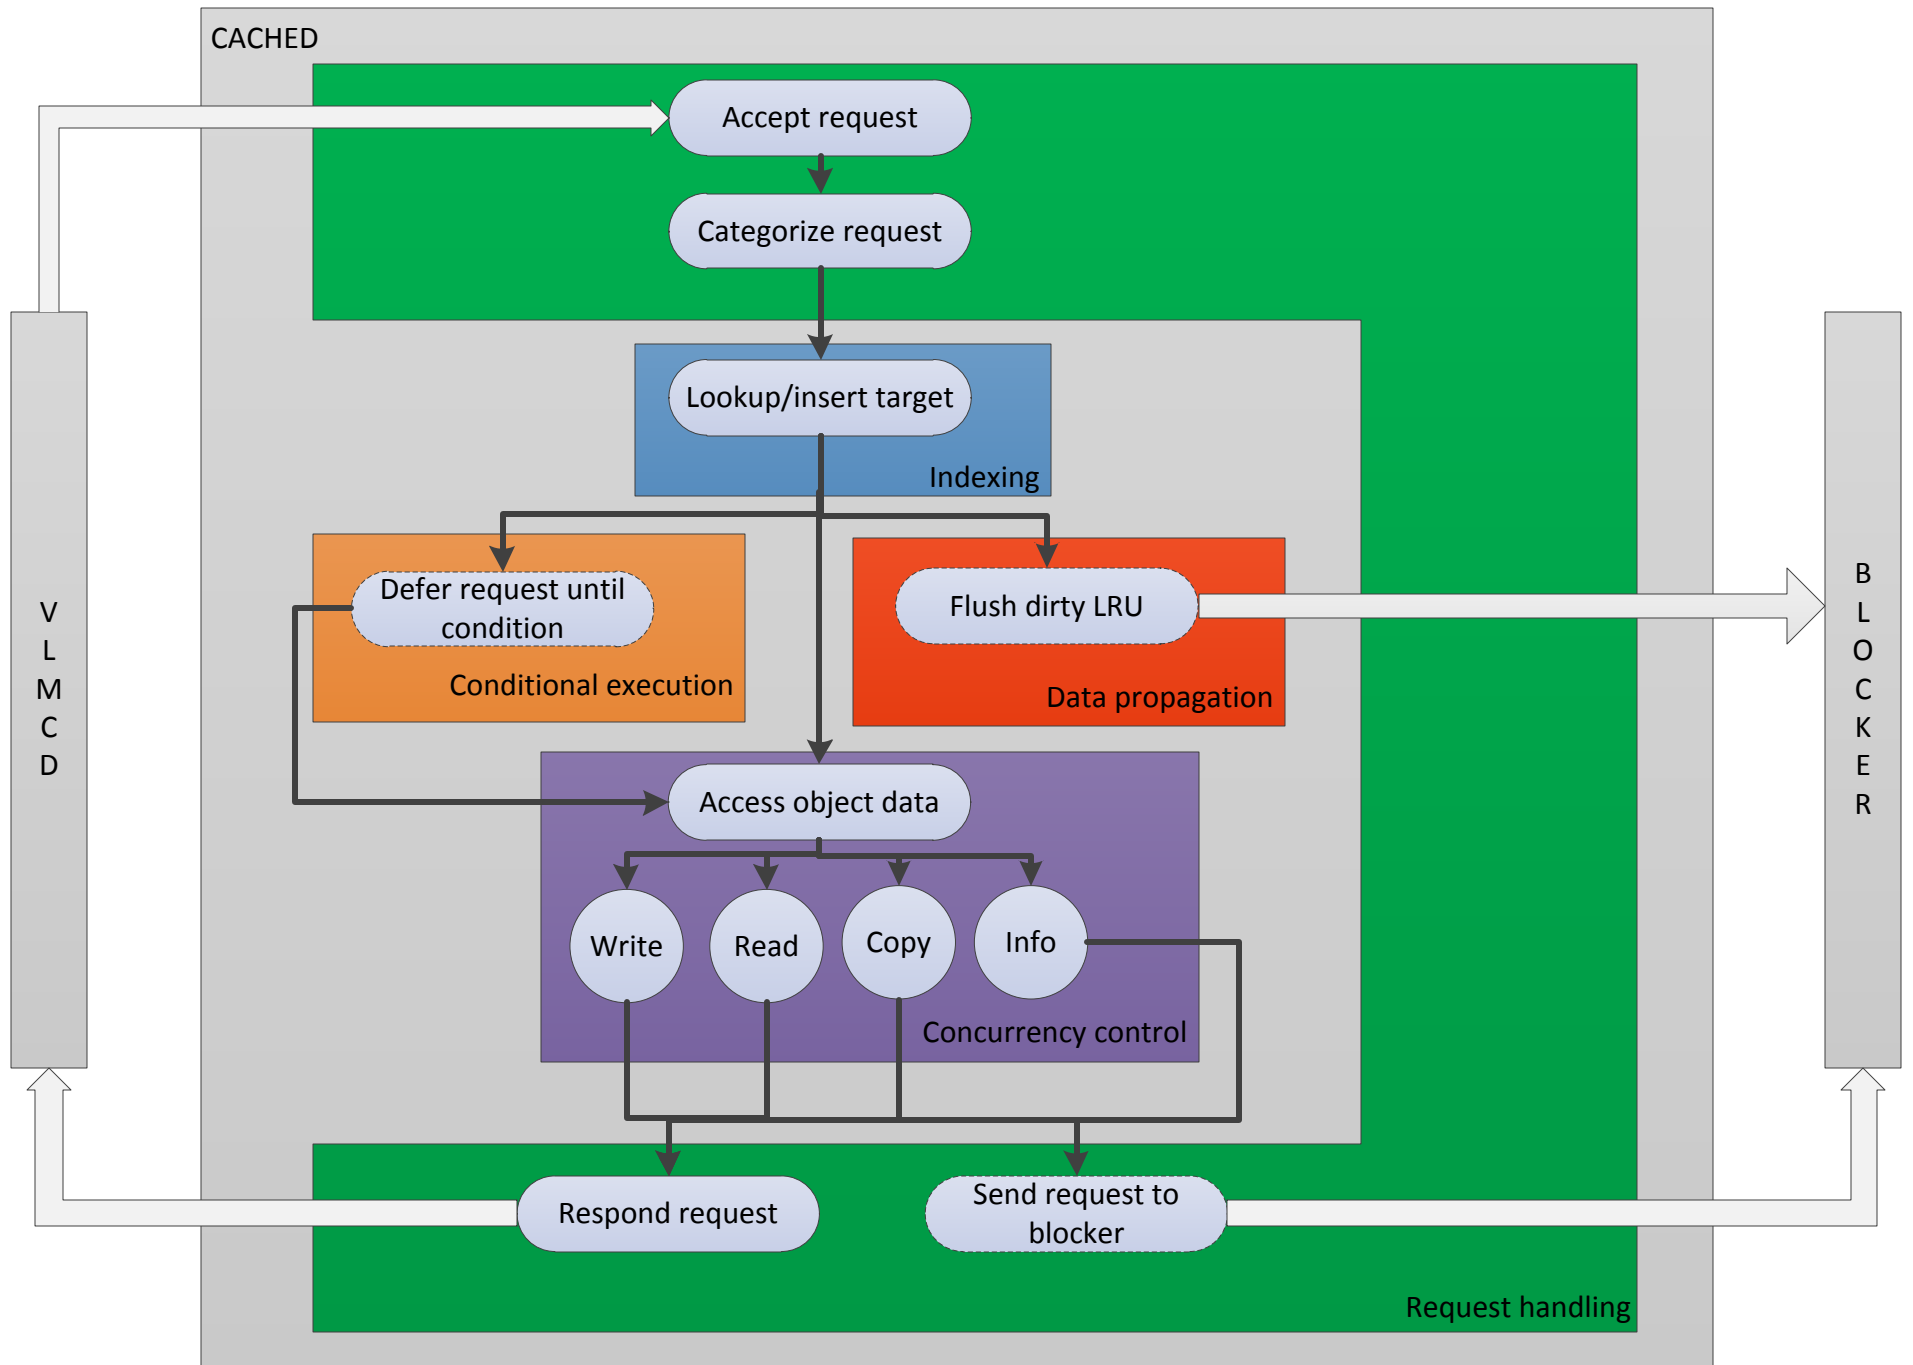 CACHED
Accept request
Categorize request
Lookup/insert target
Indexing
Defer request until
condition
Conditional execution
Flush dirty LRU
Data propagation
V
L
M
C
D
B
L
O
C
K
E
R
Access object data
Write
Read
Copy
Info
Concurrency control
Respond request
Send request to
blocker
Request handling